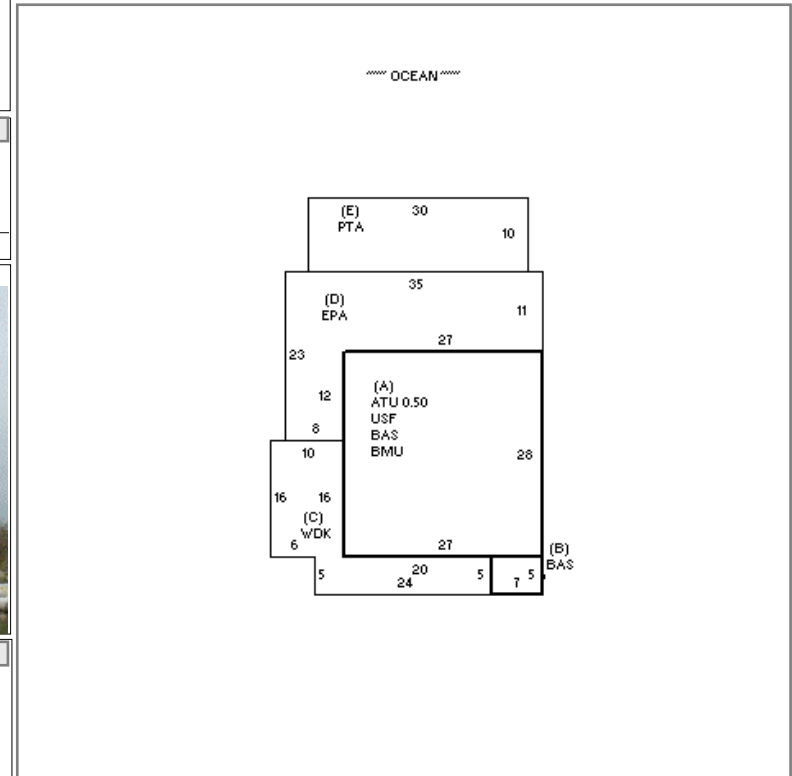 ~~~~ OCEAN ~~~~
(E)
PTA
30
10
35
(D)
EPA
11
27
23
12
(A)
ATU 0.50
USF
BAS
BMU
8
10
28
16
16
(C)
WDK
6
27
(B)
BAS
5
20
24
5
7
5